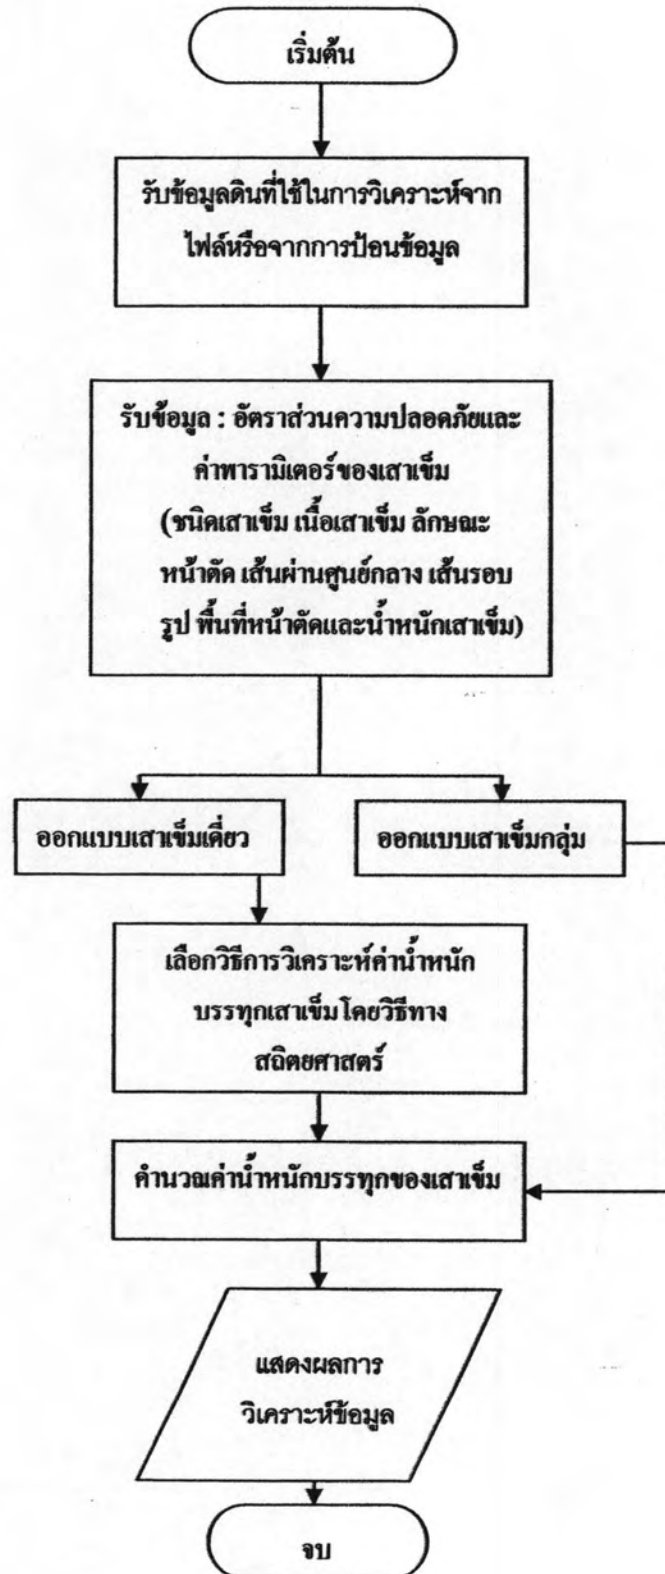 เริ่มต้น
รับข้อมูลดินที่ใช้ในการวิเคราะห์จาก
ไฟล์หรือจากการป้อนข้อมูล
รับข้อมูล : อัตราส่วนความปลอดภัยและ
ค่าพารามิเตอร์ของเสาเข็ม
(ชนิดเสาเข็ม เนื้อเสาเข็ม ลักษณะ
หน้าตัด เส้นผ่านศูนย์กลาง เส้นรอบ
รูป พื้นที่หน้าตัดและน้ำหนักเสาเข็ม)
ออกแบบเสาเข็มเดี่ยว
ออกแบบเสาเข็มกลุ่ม
เลือกวิธีการวิเคราะห์ค่าน้ำหนัก
บรรทุกเสาเข็มโดยวิธีทาง
สถิตยศาสตร์
คำนวณค่าน้ำหนักบรรทุกของเสาเข็ม
แสดงผลการ
วิเคราะห์ข้อมูล
จบ